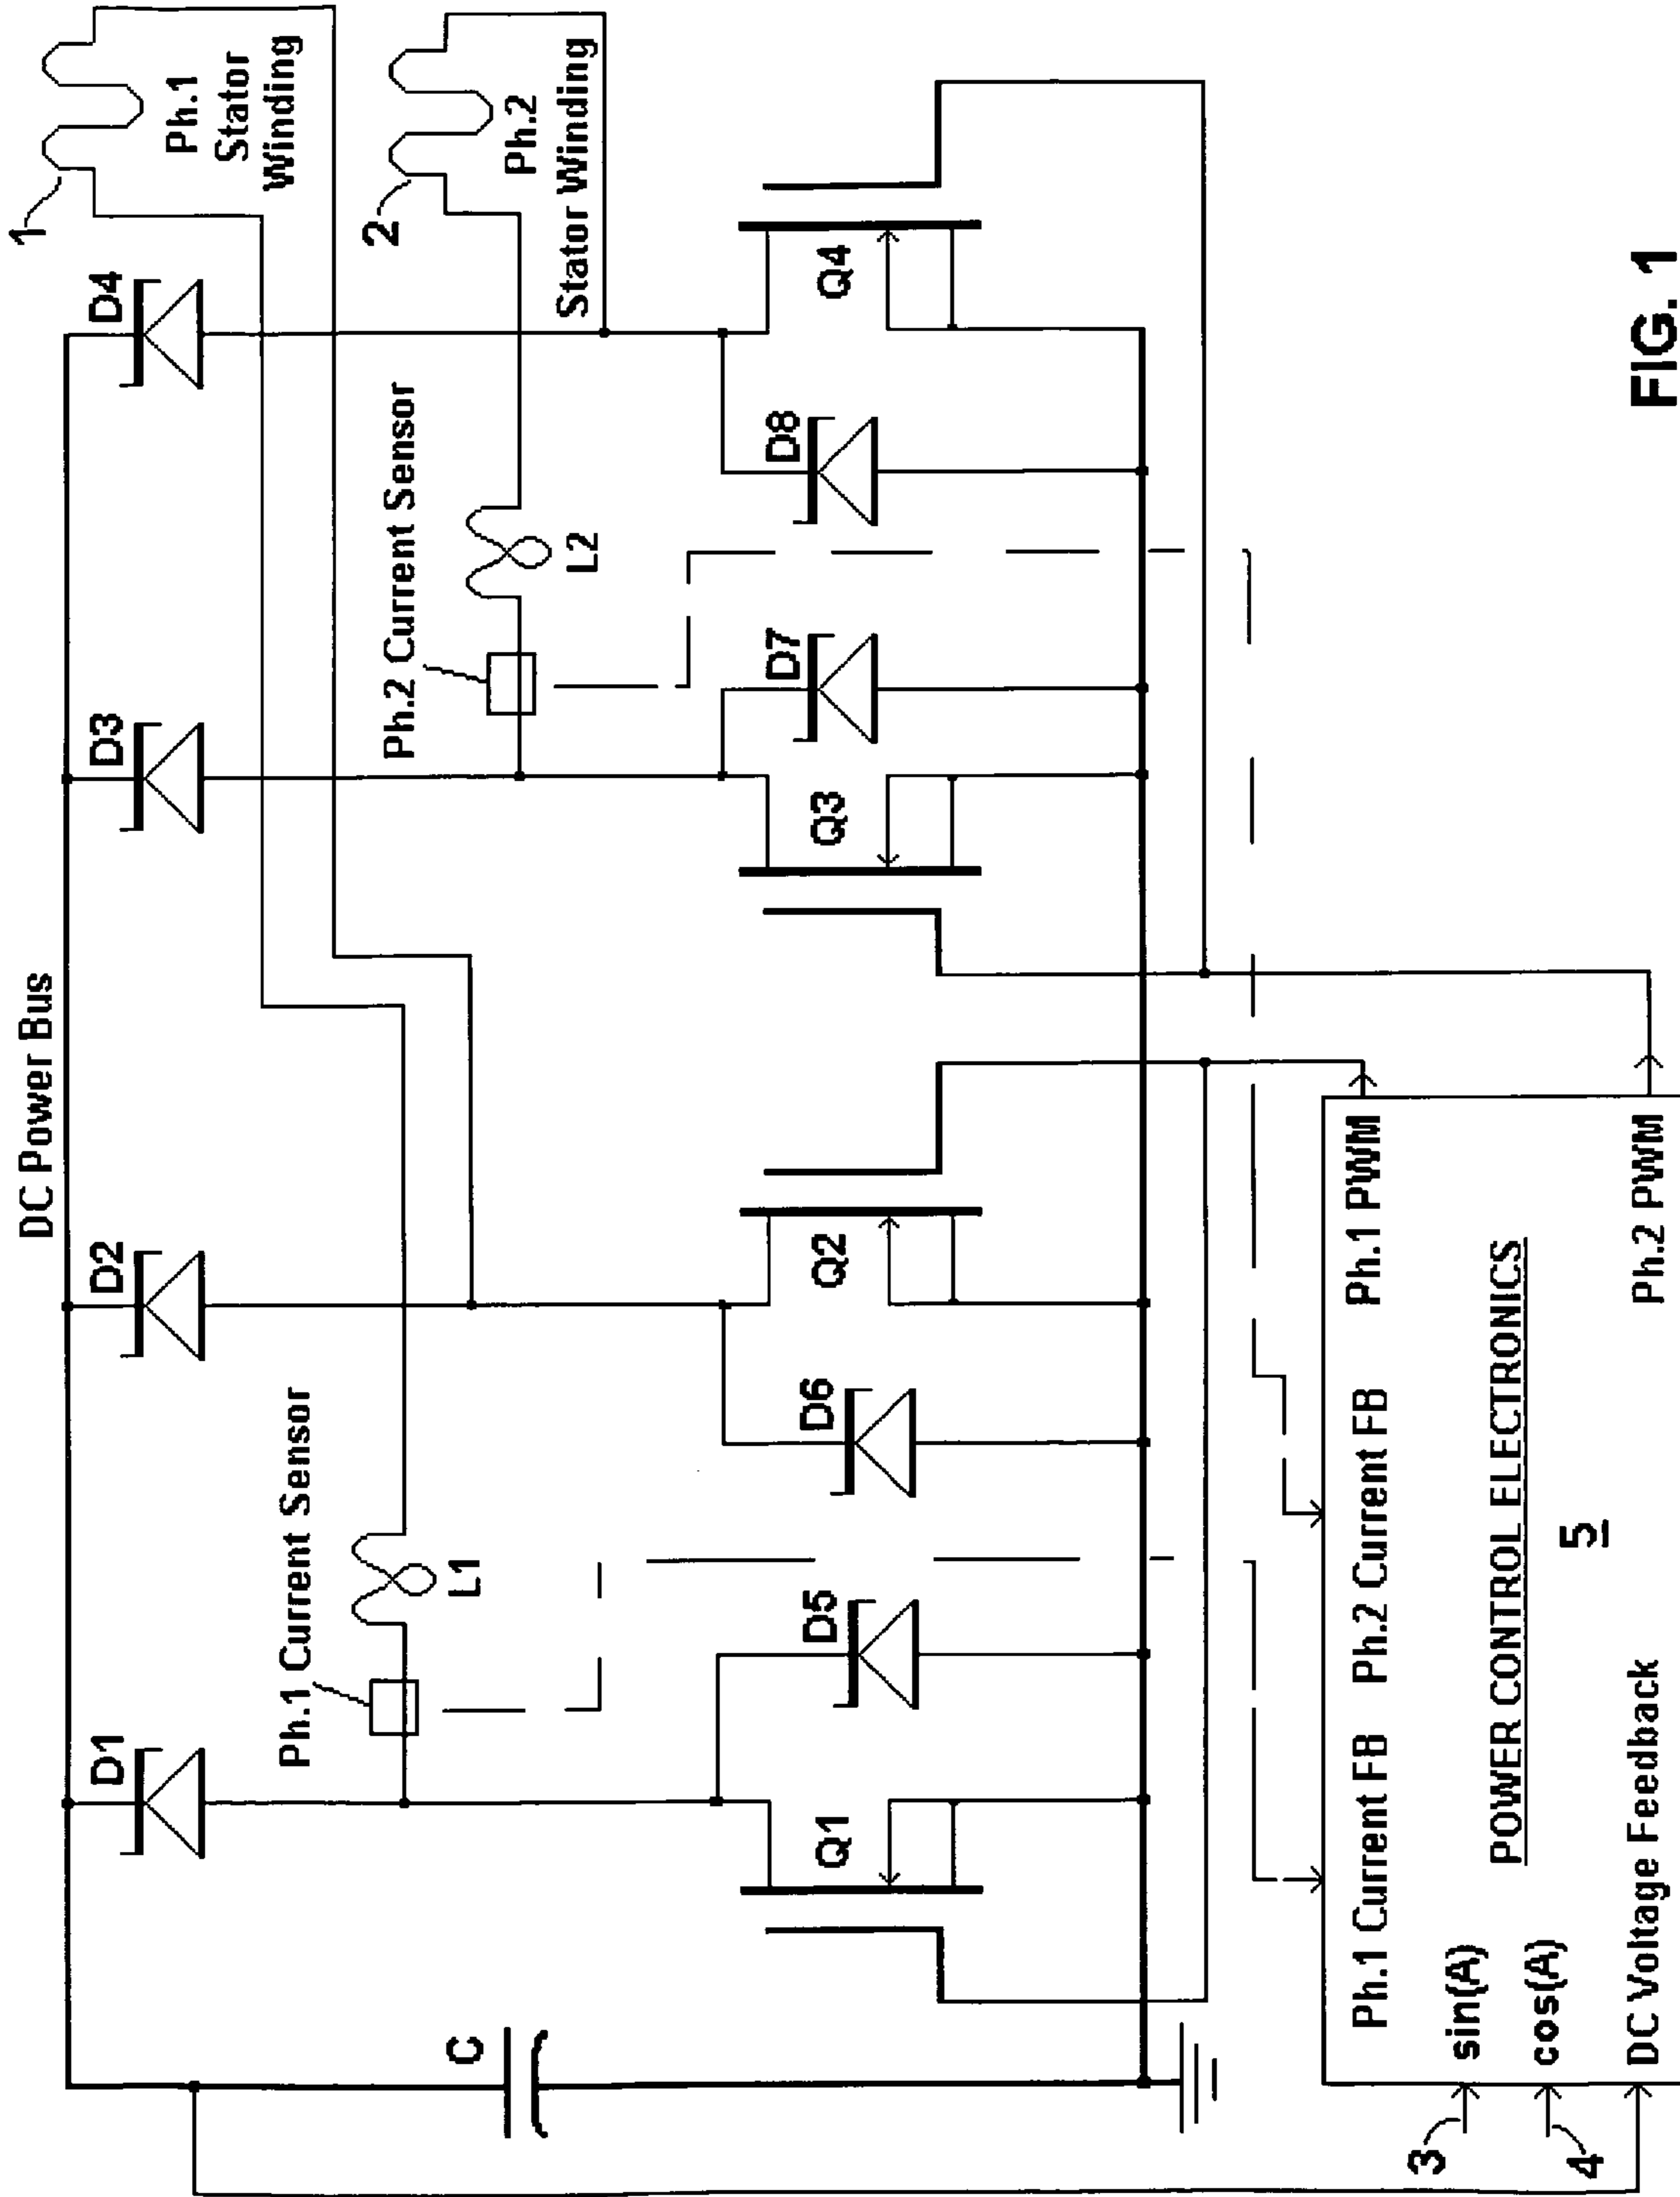 DC Power Bus
D1
D2
D3
D4
1
Ph.1
Stator
Winding
2
Ph.2
Stator Winding
Ph.1 Current Sensor
L1
Ph.2 Current Sensor
L2
C
Q1
D5
D6
Q2
Q3
D7
D8
Q4
Ph.1 Current FB
Ph.2 Current FB
Ph.1 PWM
3
sin(A)
4
cos(A)
POWER CONTROL ELECTRONICS
5
DC Voltage Feedback
Ph.2 PWM
FIG. 1